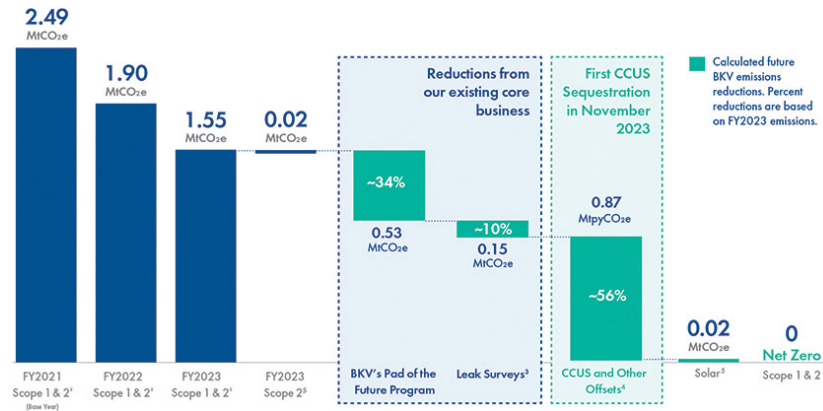 2.49
MtCO₂e
1.90
MtCO₂e
1.55
MtCO₂e
0.02
MtCO₂e
Reductions from
our existing core
business
First CCUS
Sequestration
in November
2023
Calculated future
BKV emissions
reductions. Percent
reductions are based
on FY2023 emissions.
~34%
0.53
MtCO₂e
~10%
0.15
MtCO₂e
0.87
MtpyCO₂e
~56%
0.02
MtCO₂e
0
Net Zero
FY2021
Scope 1 & 2¹
(Base Year)
FY2022
Scope 1 & 2¹
FY2023
Scope 1 & 2¹
FY2023
Scope 2⁵
BKV's Pad of the
Future Program
Leak Surveys³
CCUS and Other
Offsets⁴
Solar⁵
Scope 1 & 2